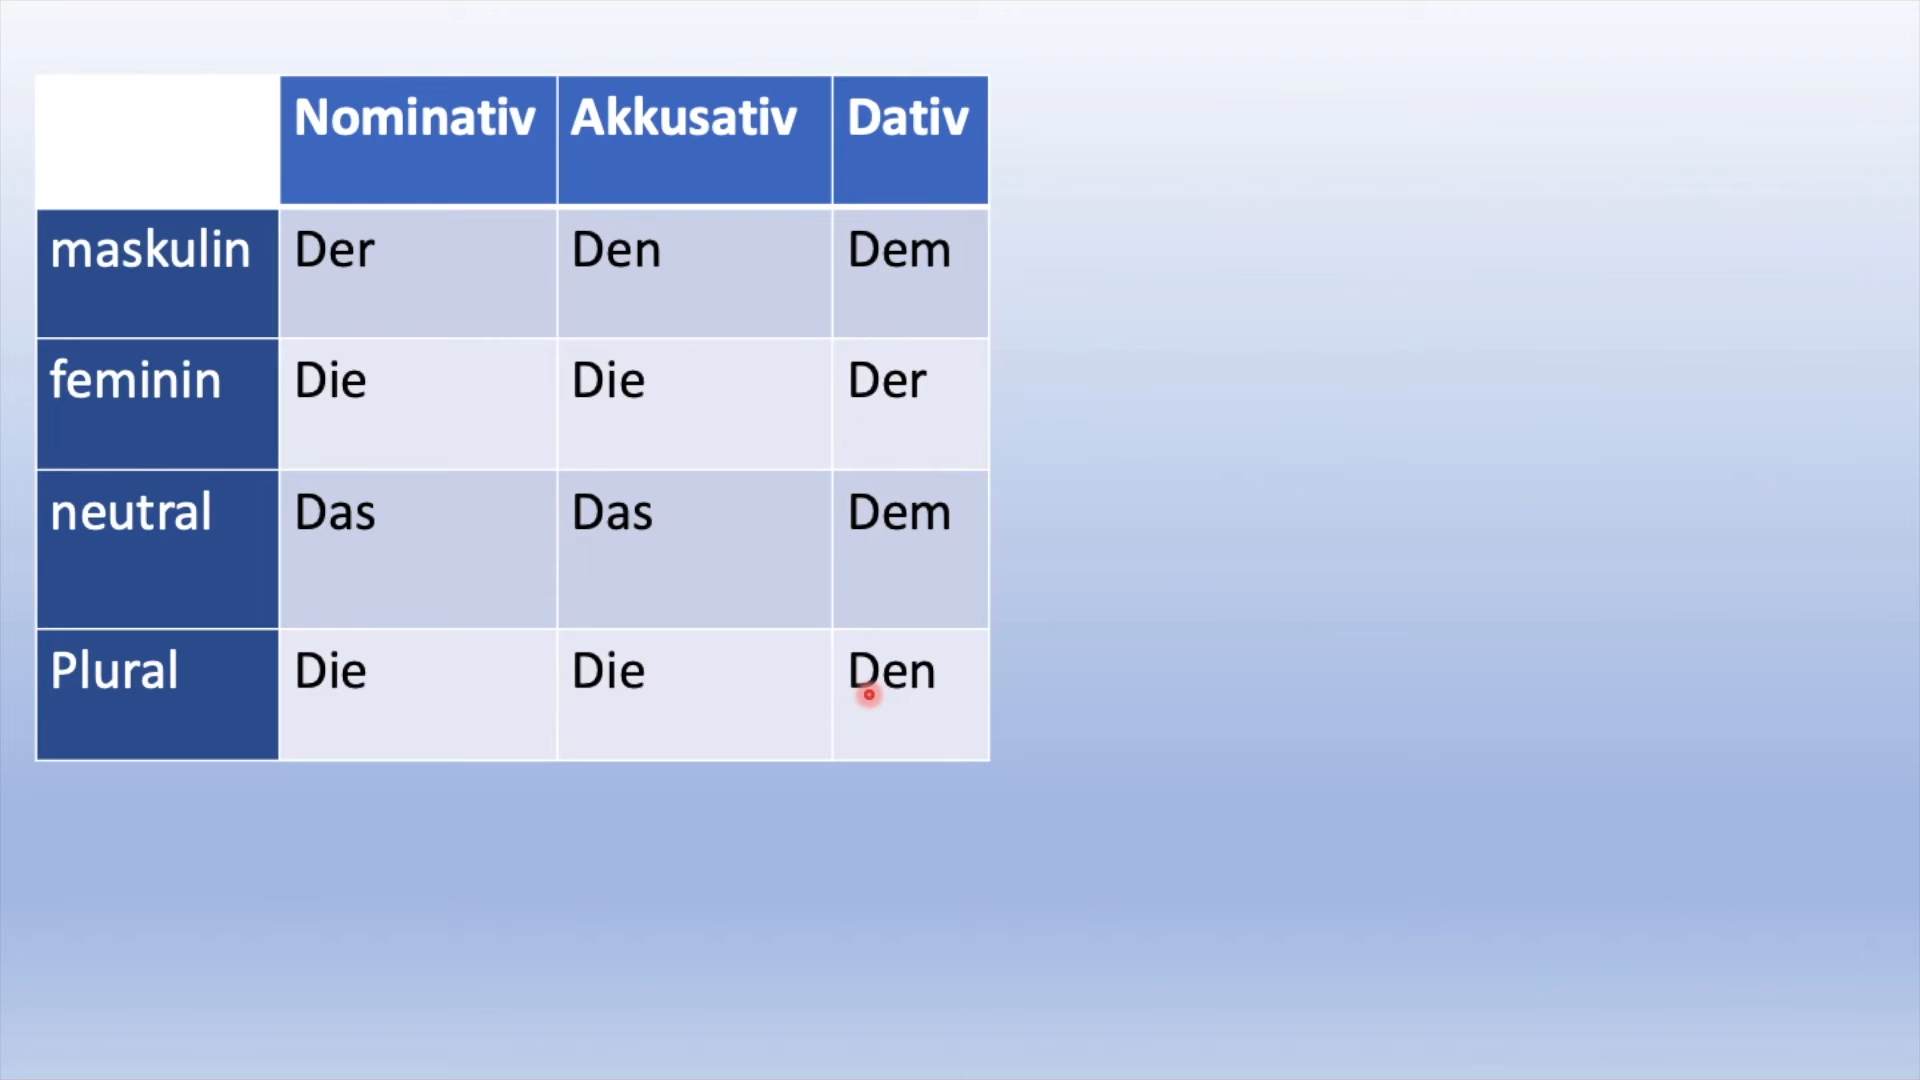 Nominativ Akkusativ Dativ
maskulin Der Den Dem
feminin Die Die Der
neutral Das Das Dem
Plural Die Die Den